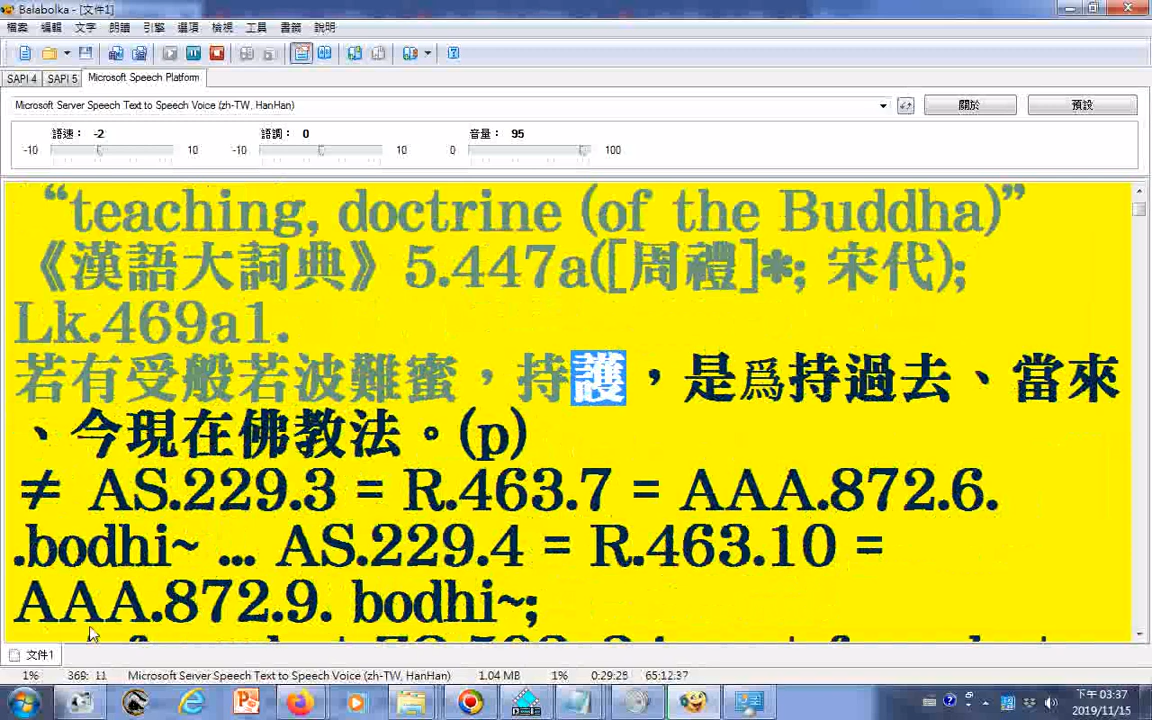 Balabolka - [文件1]
檔案 編輯 文字 朗讀 引擎 選項 檢視 工具 書籤 說明
SAPI 4 SAPI 5 Microsoft Speech Platform
Microsoft Server Speech Text to Speech Voice (zh-TW, HanHan) 關於 預設
語速： -2 語調： 0 音量： 95
-10 10 -10 10 0 100
“teaching, doctrine (of the Buddha)”
《漢語大詞典》 5.447a([周禮]*; 宋代);
Lk.469a1.
若有受般若波難蜜，持護，是爲持過去、當來
、今現在佛教法。(p)
≠ AS.229.3 = R.463.7 = AAA.872.6.
.bodhi~ ... AS.229.4 = R.463.10 =
AAA.872.9. bodhi~;
文件1
1% 368: 11 Microsoft Server Speech Text to Speech Voice (zh-TW, HanHan) 1.04 MB 1% 0:29:28 65:12:37
下午 03:37
2019/11/15